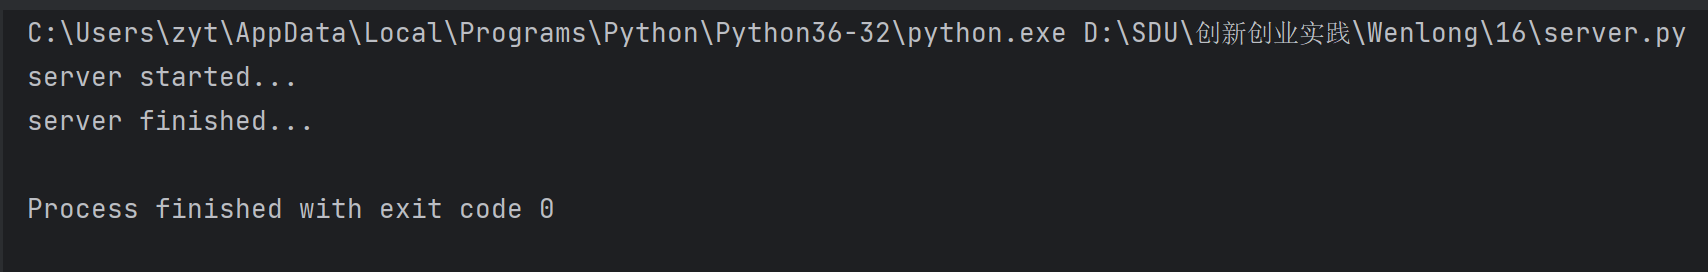 C:\Users\zyt\AppData\Local\Programs\Python\Python36-32\python.exe D:\SDU\创新创业实践\Wenlong\16\server.py
server started...
server finished...
Process finished with exit code 0